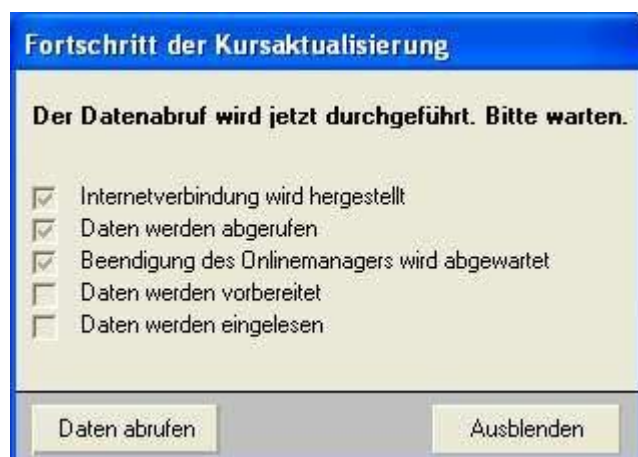 Fortschritt der Kursaktualisierung
Der Datenabruf wird jetzt durchgeführt. Bitte warten.
Internetverbindung wird hergestellt
Daten werden abgerufen
Beendigung des Onlinemanagers wird abgewartet
Daten werden vorbereitet
Daten werden eingelesen
Daten abrufen
Ausblenden